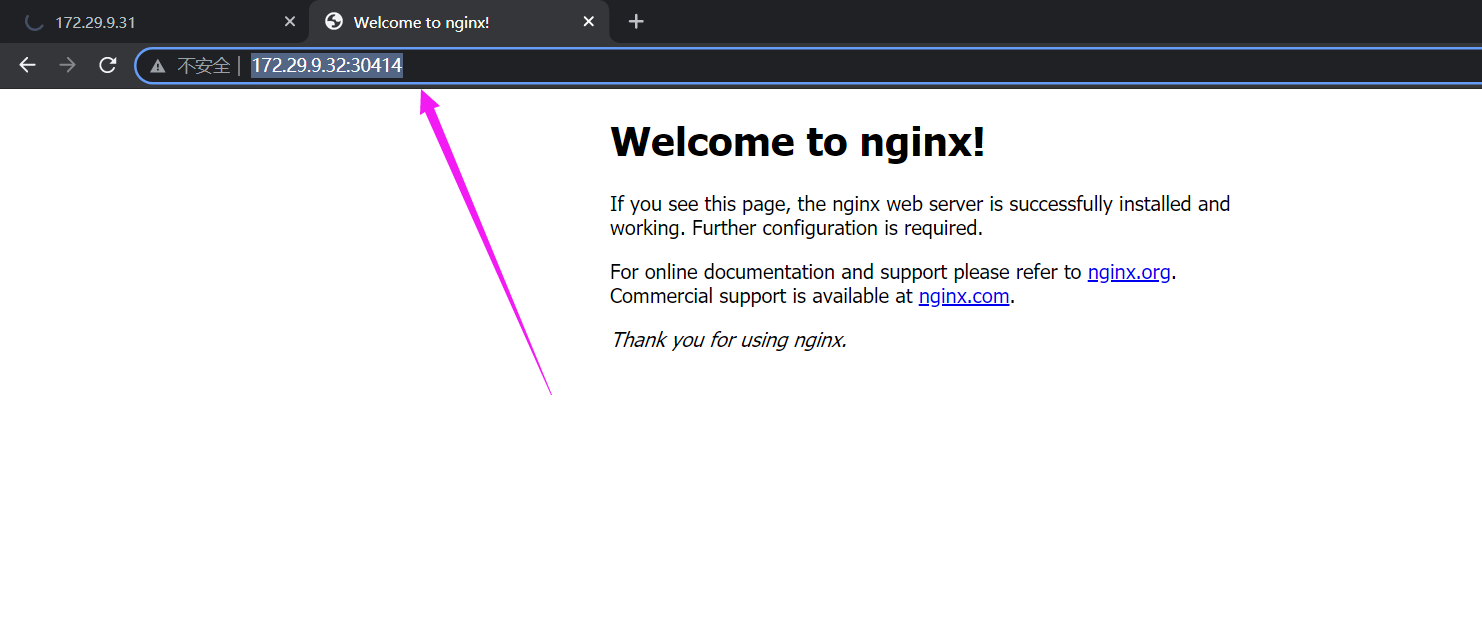 172.29.9.31
Welcome to nginx!
不安全
172.29.9.32:30414
Welcome to nginx!
If you see this page, the nginx web server is successfully installed and
working. Further configuration is required.
For online documentation and support please refer to nginx.org.
Commercial support is available at nginx.com.
Thank you for using nginx.